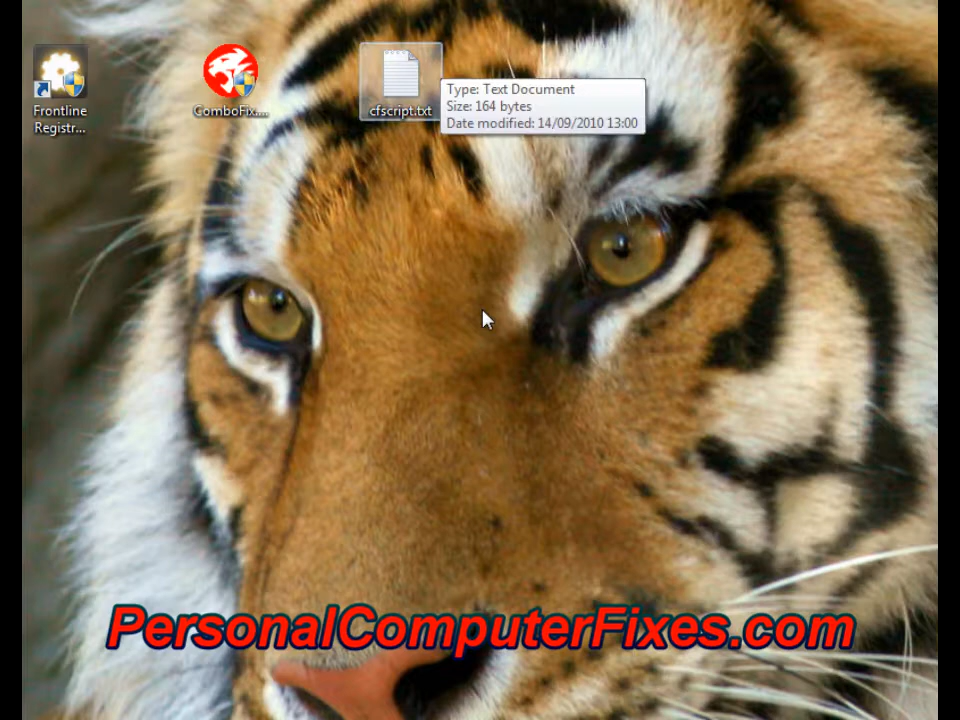 Frontline
Registr...
ComboFix....
cfscript.txt
Type: Text Document
Size: 164 bytes
Date modified: 14/09/2010 13:00
PersonalComputerFixes.com